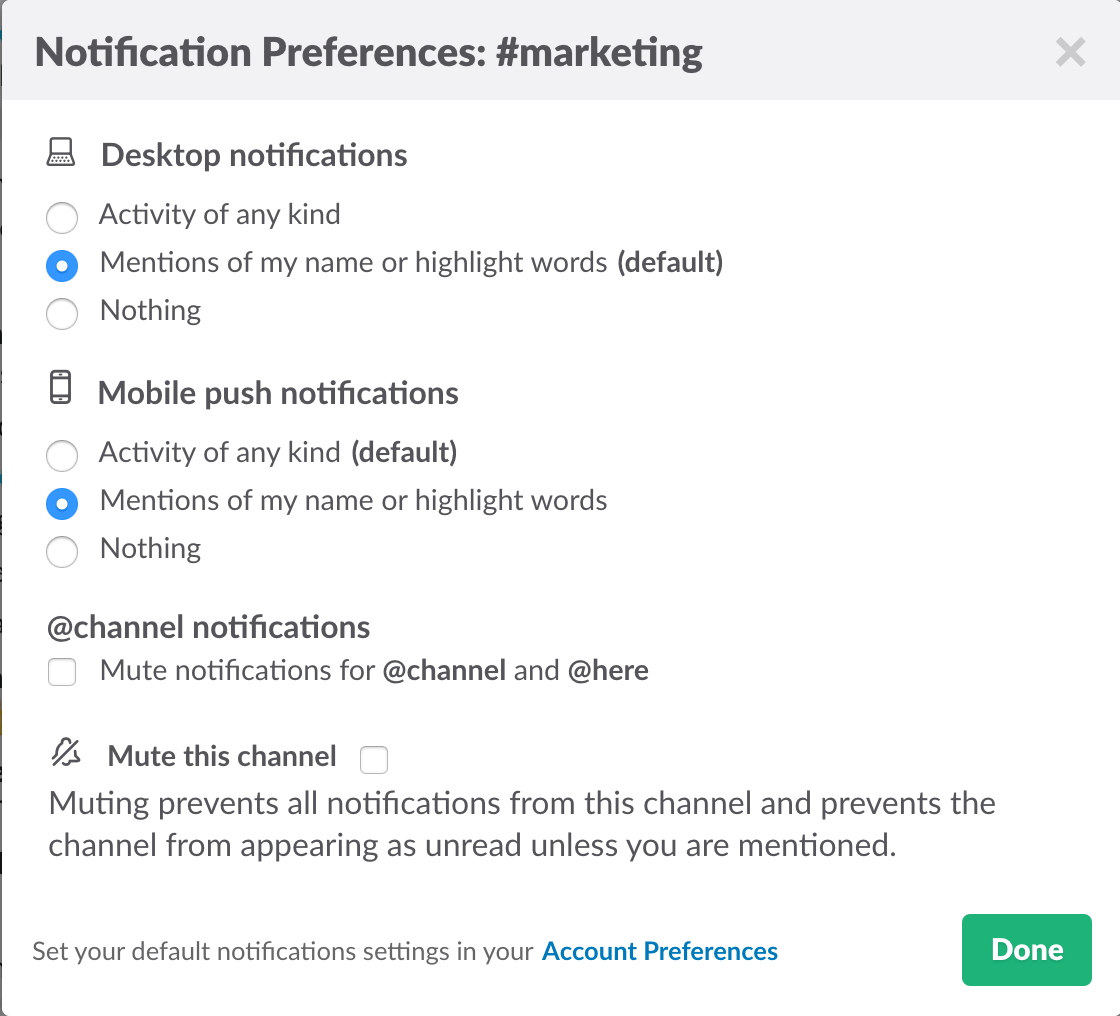 Notification Preferences: #marketing
Desktop notifications
Activity of any kind
Mentions of my name or highlight words (default)
Nothing
Mobile push notifications
Activity of any kind (default)
Mentions of my name or highlight words
Nothing
@channel notifications
Mute notifications for @channel and @here
Mute this channel
Muting prevents all notifications from this channel and prevents the
channel from appearing as unread unless you are mentioned.
Set your default notifications settings in your Account Preferences
Done